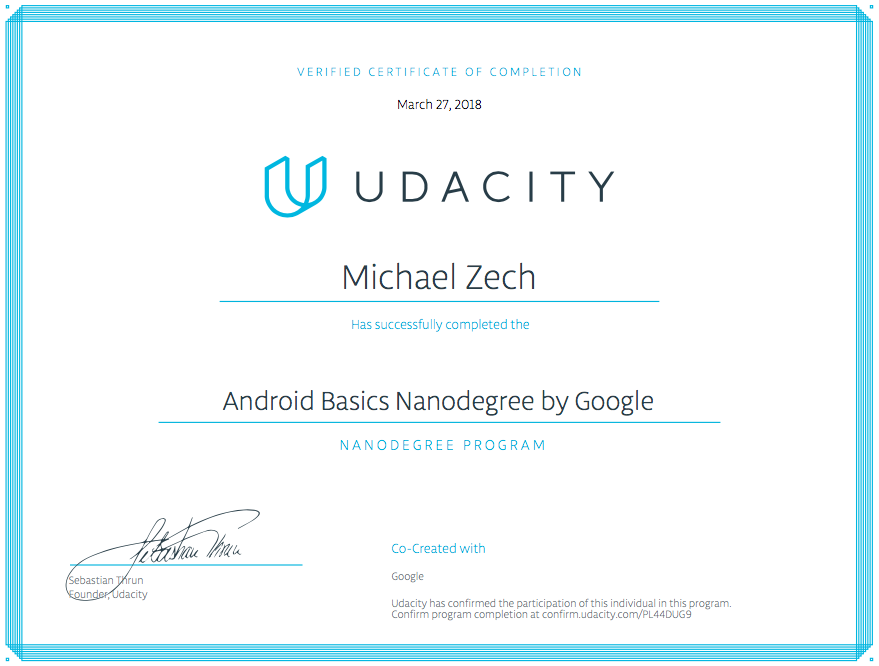 VERIFIED CERTIFICATE OF COMPLETION
March 27, 2018
UDACITY
Michael Zech
Has successfully completed the
Android Basics Nanodegree by Google
NANODEGREE PROGRAM
Sebastian Thrun
Sebastian Thrun
Founder, Udacity
Co-Created with
Google
Udacity has confirmed the participation of this individual in this program.
Confirm program completion at confirm.udacity.com/PL44DUG9